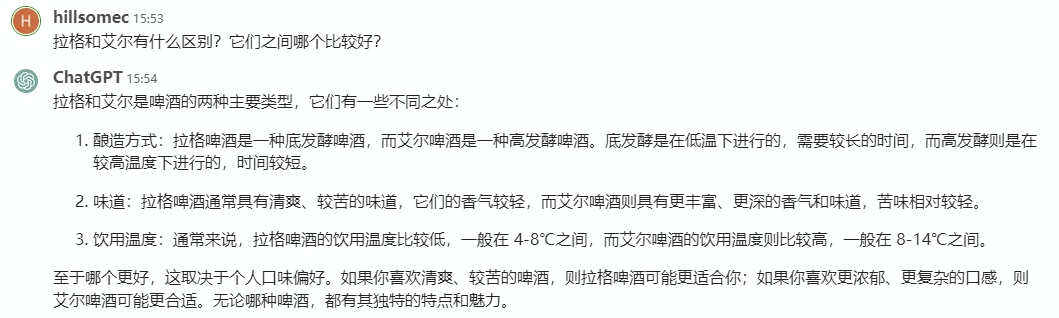 hillsomec 15:53
拉格和艾尔有什么区别？它们之间哪个比较好？
ChatGPT 15:54
拉格和艾尔是啤酒的两种主要类型，它们有一些不同之处：
1. 酿造方式：拉格啤酒是一种底发酵啤酒，而艾尔啤酒是一种高发酵啤酒。底发酵是在低温下进行的，需要较长的时间，而高发酵则是在
较高温度下进行的，时间较短。
2. 味道：拉格啤酒通常具有清爽、较苦的味道，它们的香气较轻，而艾尔啤酒则具有更丰富、更深的香气和味道，苦味相对较轻。
3. 饮用温度：通常来说，拉格啤酒的饮用温度比较低，一般在 4-8℃之间，而艾尔啤酒的饮用温度则比较高，一般在 8-14℃之间。
至于哪个更好，这取决于个人口味偏好。如果你喜欢清爽、较苦的啤酒，则拉格啤酒可能更适合你；如果你喜欢更浓郁、更复杂的口感，则
艾尔啤酒可能更合适。无论哪种啤酒，都有其独特的特点和魅力。